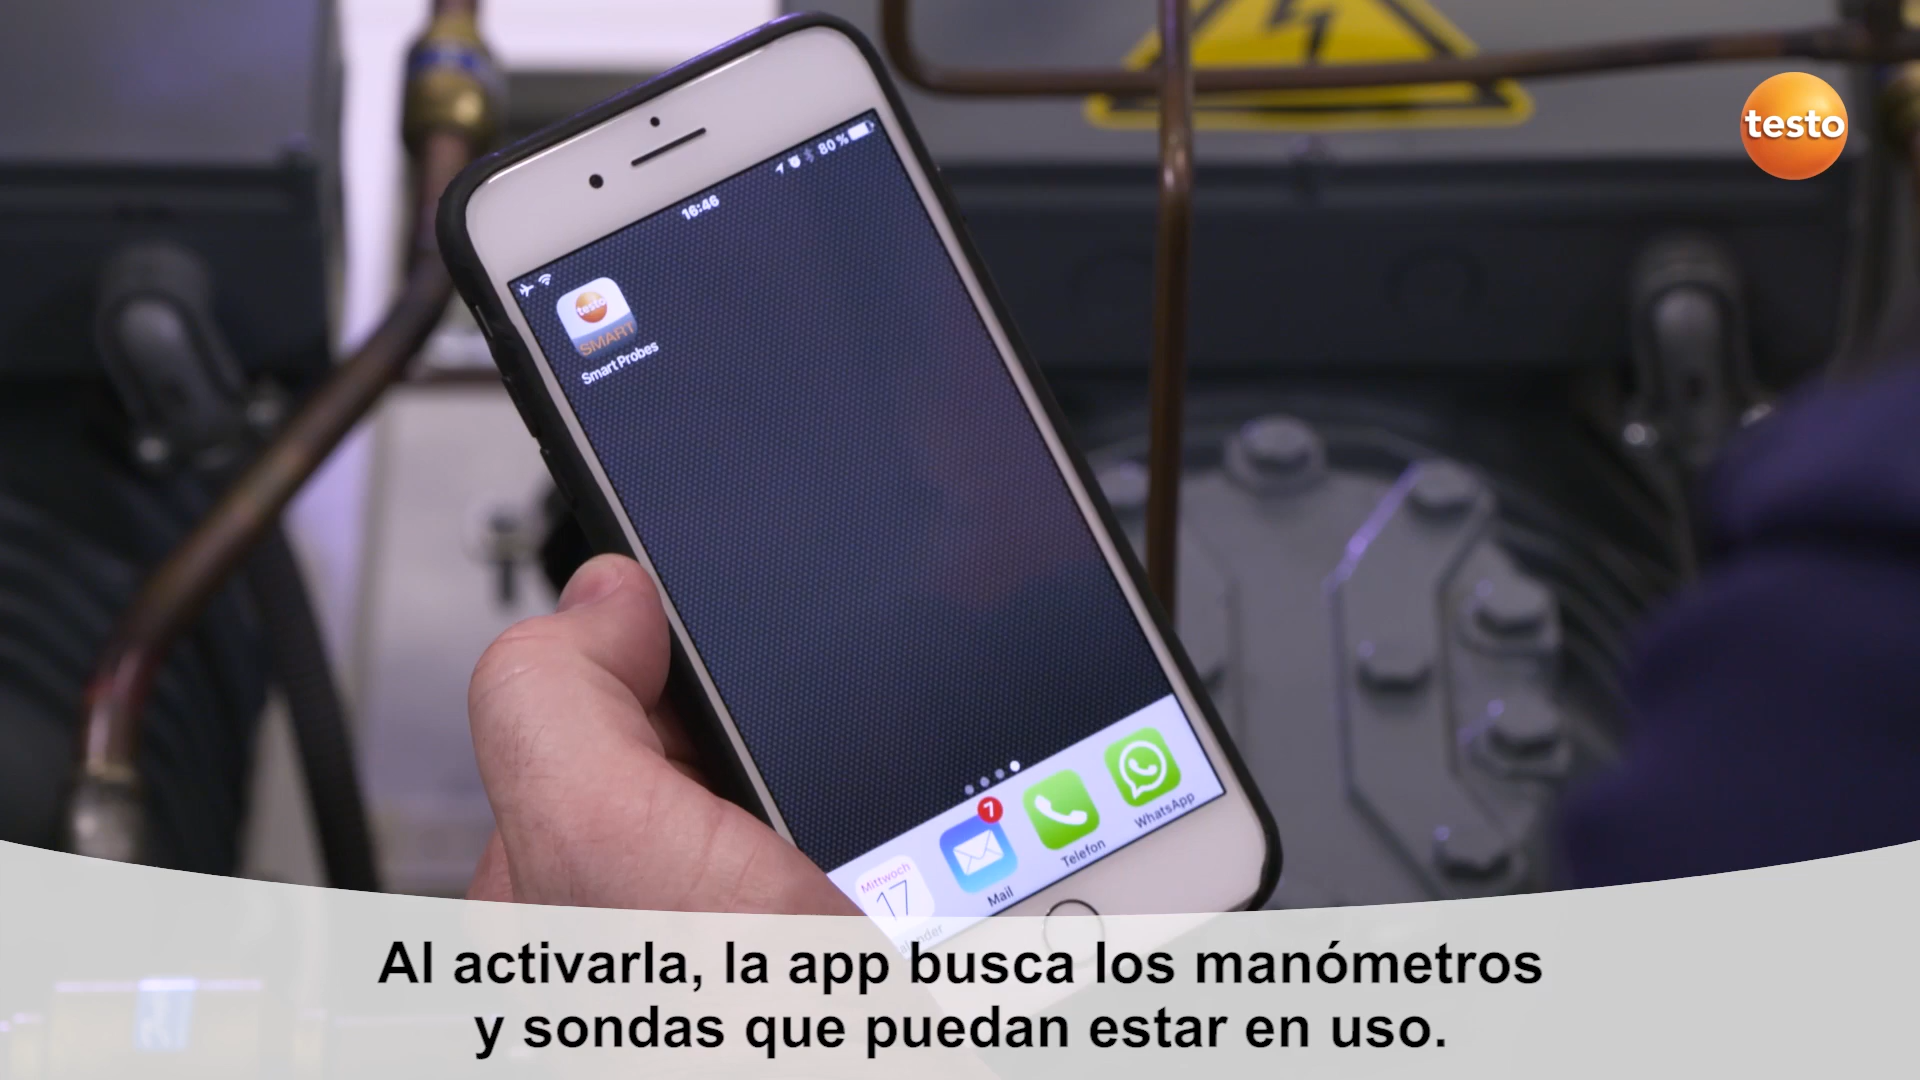 testo
80 %
16:46
testo
SMART
Smart Probes
7
WhatsApp
Telefon
Mail
Mittwoch
17
Kalender
Al activarla, la app busca los manómetros
y sondas que puedan estar en uso.